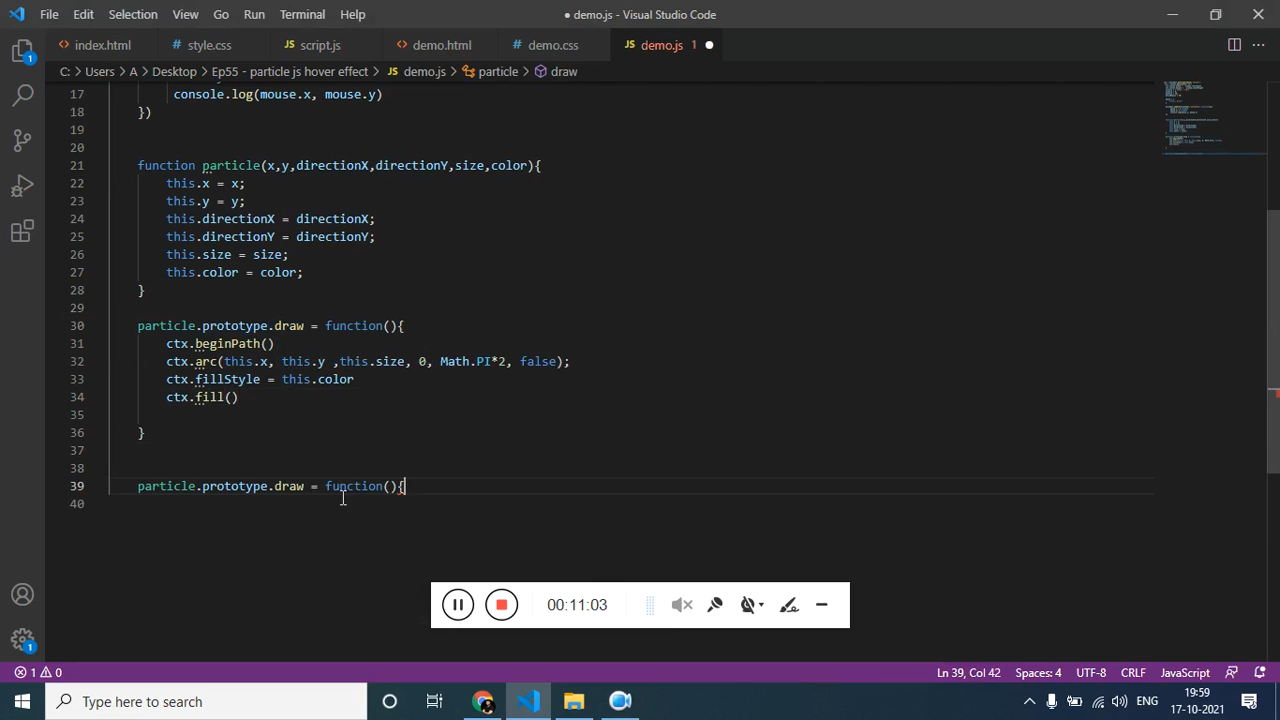 File Edit Selection View Go Run Terminal Help
● demo.js - Visual Studio Code
index.html style.css script.js demo.html demo.css demo.js 1
C: > Users > A > Desktop > Ep55 - particle js hover effect > demo.js > particle > draw
17 console.log(mouse.x, mouse.y)
18 })
19
20
21 function particle(x,y,directionX,directionY,size,color){
22 this.x = x;
23 this.y = y;
24 this.directionX = directionX;
25 this.directionY = directionY;
26 this.size = size;
27 this.color = color;
28 }
29
30 particle.prototype.draw = function(){
31 ctx.beginPath()
32 ctx.arc(this.x, this.y ,this.size, 0, Math.PI*2, false);
33 ctx.fillStyle = this.color
34 ctx.fill()
35
36 }
37
38
39 particle.prototype.draw = function(){
40
00:11:03
1 0 Ln 39, Col 42 Spaces: 4 UTF-8 CRLF JavaScript
Type here to search
ENG
19:59
17-10-2021